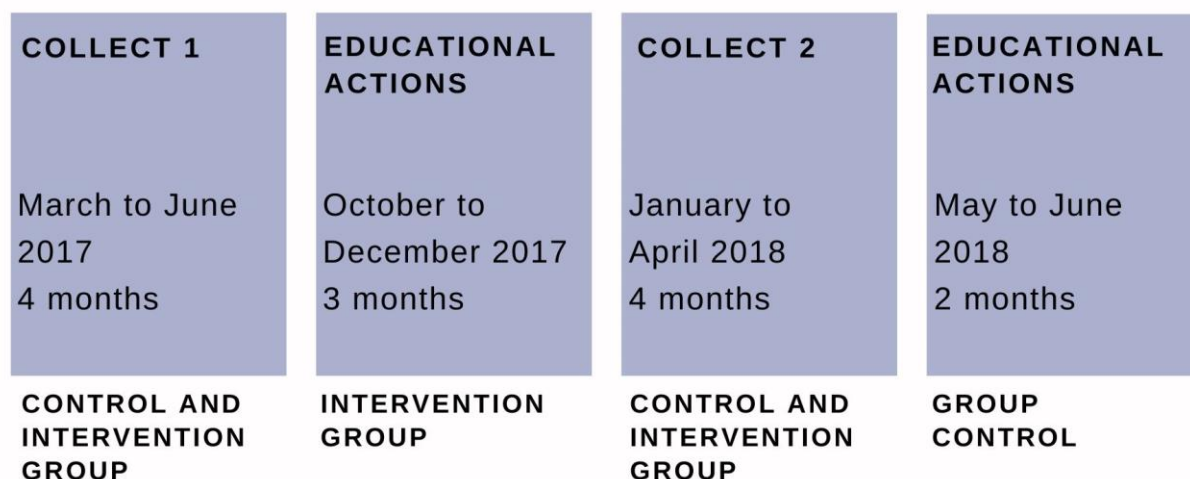 COLLECT 1
March to June
2017
4 months
CONTROL AND
INTERVENTION
GROUP
EDUCATIONAL
ACTIONS
October to
December 2017
3 months
INTERVENTION
GROUP
COLLECT 2
January to
April 2018
4 months
CONTROL AND
INTERVENTION
GROUP
EDUCATIONAL
ACTIONS
May to June
2018
2 months
GROUP
CONTROL